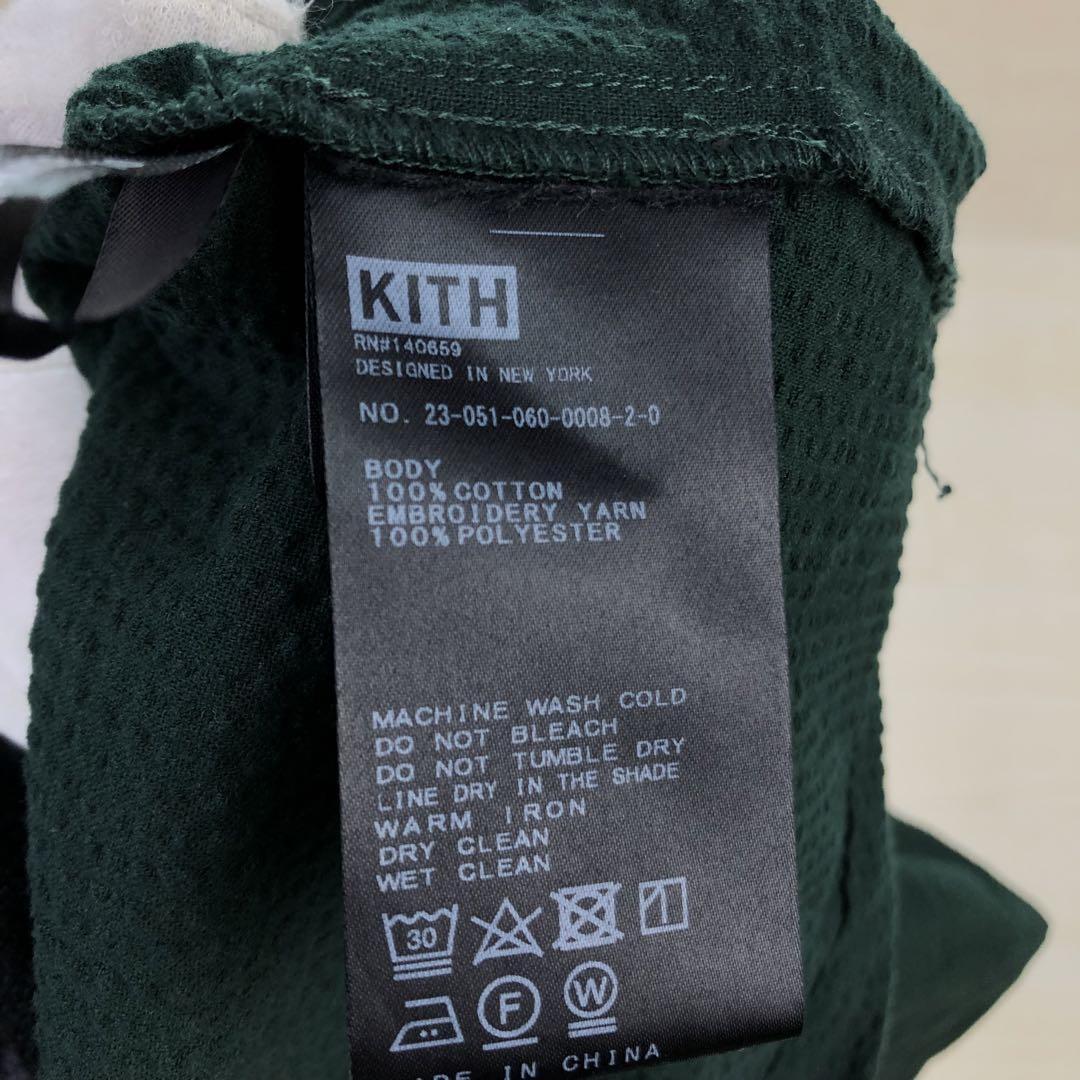 KITH
RN#140659
DESIGNED IN NEW YORK
NO. 23-051-060-0008-2-0
BODY
100% COTTON
EMBROIDERY YARN
100% POLYESTER
MACHINE WASH COLD
DO NOT BLEACH
DO NOT TUMBLE DRY
LINE DRY IN THE SHADE
WARM IRON
DRY CLEAN
WET CLEAN
30
F W
IN CHINA